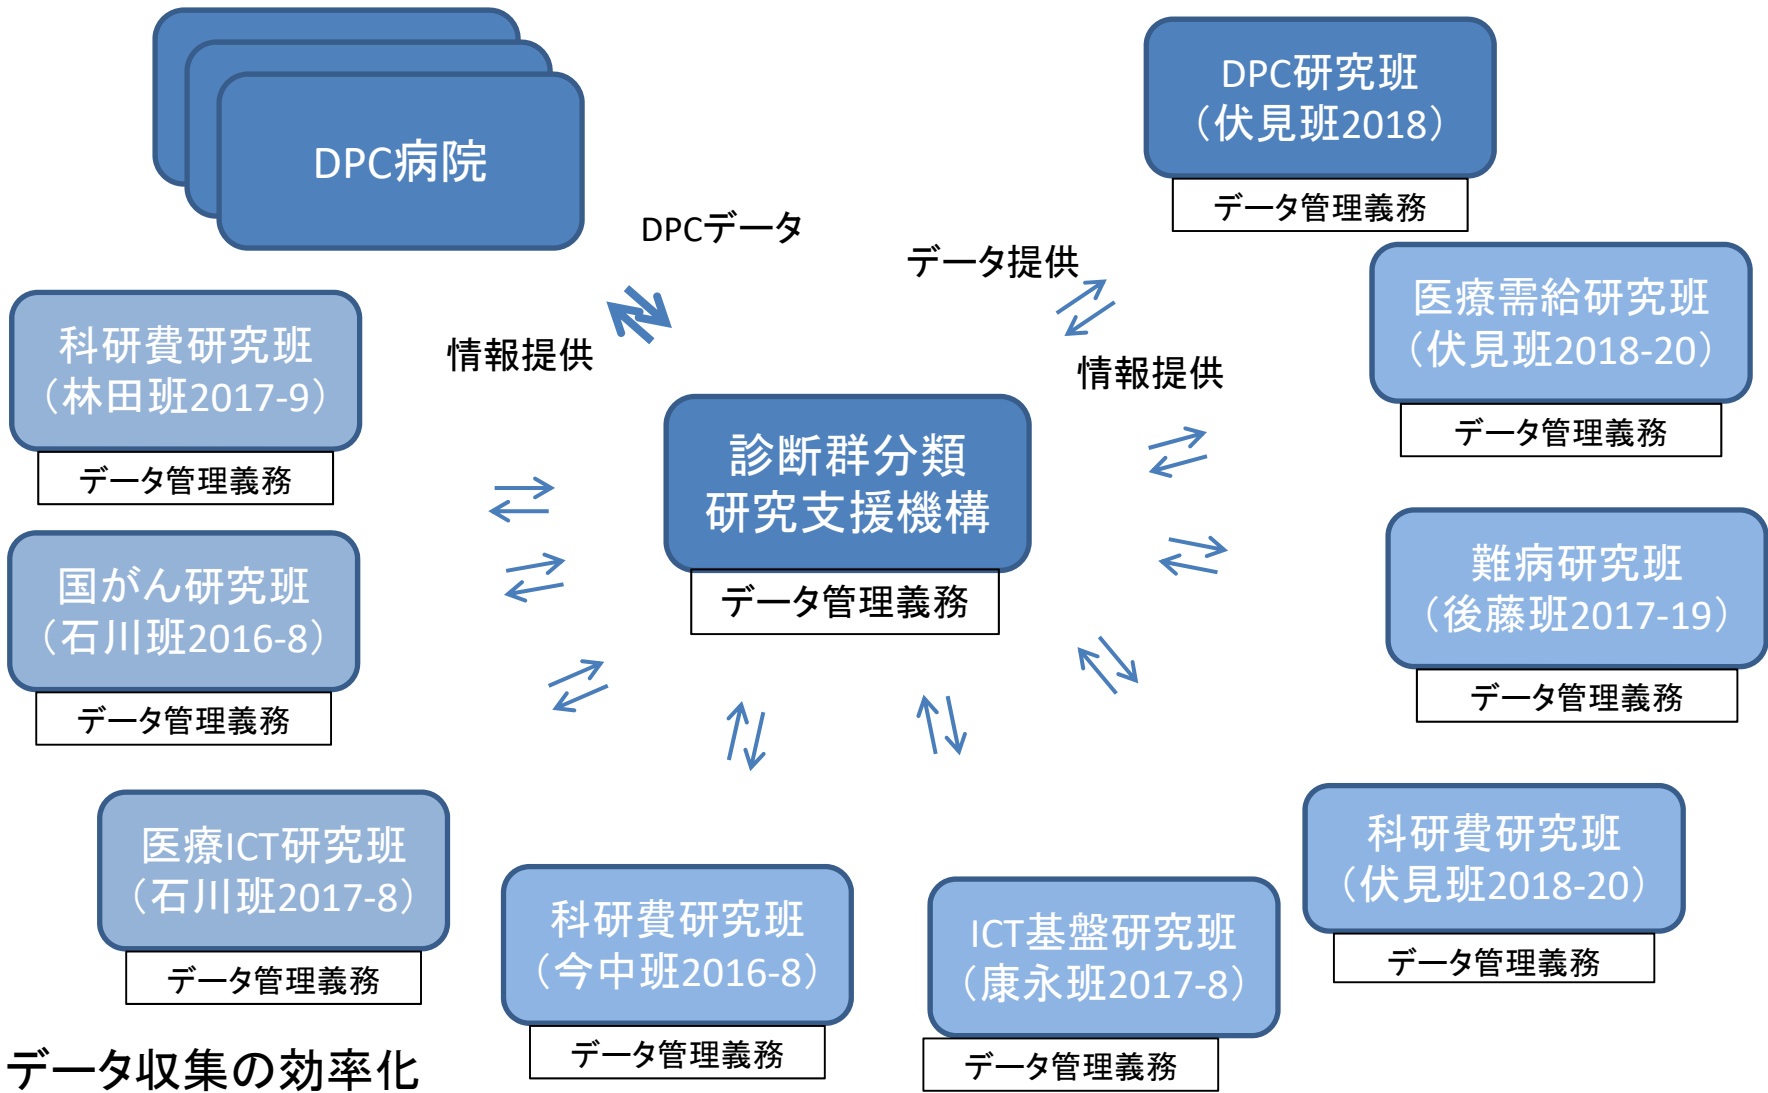 DPC病院
DPC研究班
（伏見班2018）
データ管理義務
DPCデータ
データ提供
情報提供
情報提供
科研費研究班
（林田班2017-9）
データ管理義務
医療需給研究班
（伏見班2018-20）
データ管理義務
診断群分類
研究支援機構
データ管理義務
国がん研究班
（石川班2016-8）
データ管理義務
難病研究班
（後藤班2017-19）
データ管理義務
医療ICT研究班
（石川班2017-8）
データ管理義務
科研費研究班
（今中班2016-8）
データ管理義務
ICT基盤研究班
（康永班2017-8）
データ管理義務
科研費研究班
（伏見班2018-20）
データ管理義務
データ収集の効率化